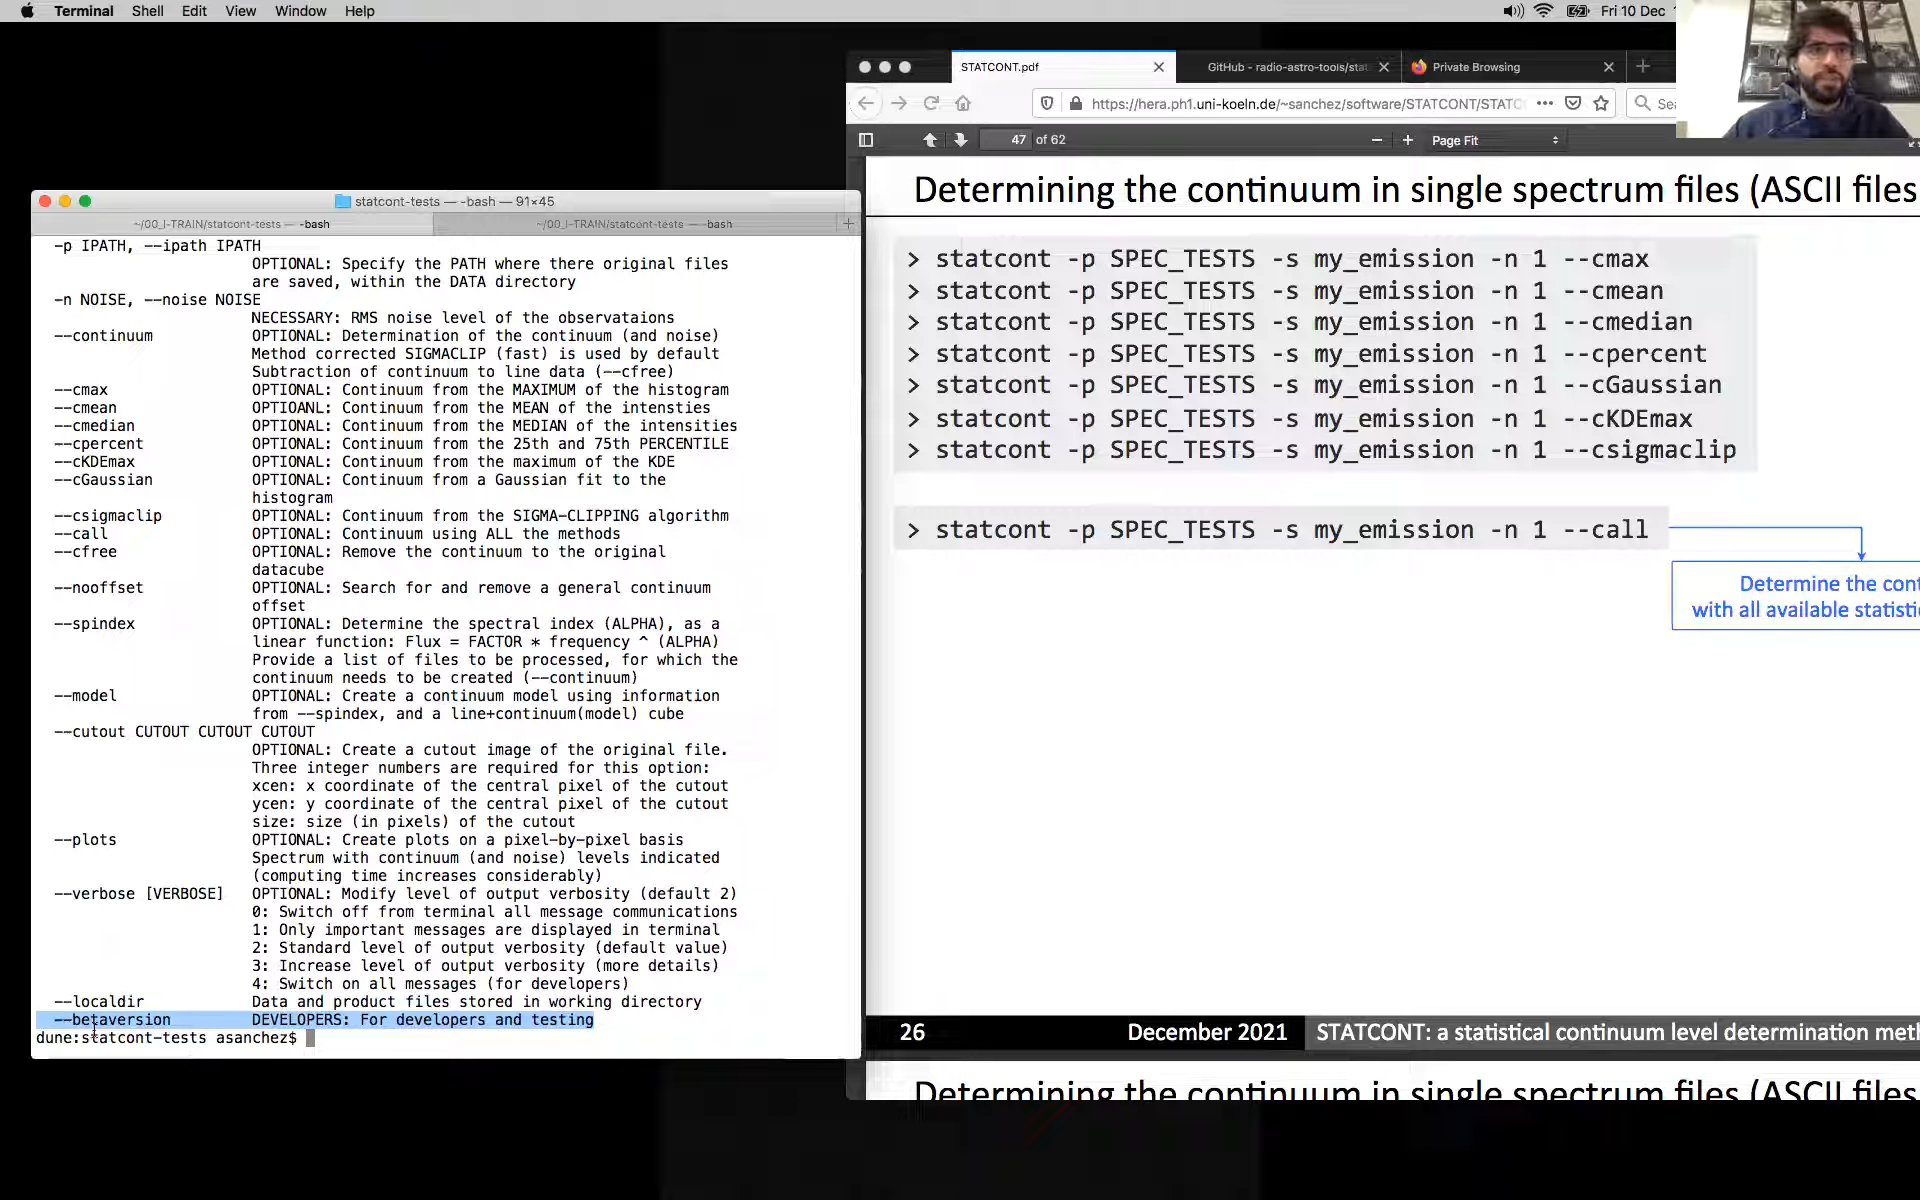 Terminal Shell Edit View Window Help
Fri 10 Dec
STATCONT.pdf
GitHub - radio-astro-tools/stat
Private Browsing
https://hera.ph1.uni-koeln.de/~sanchez/software/STATCONT/STATC
47 of 62
Page Fit
statcont-tests — -bash — 91×45
~/00_I-TRAIN/statcont-tests — -bash
~/00_I-TRAIN/statcont-tests — -bash
-p IPATH, --ipath IPATH
OPTIONAL: Specify the PATH where there original files
are saved, within the DATA directory
-n NOISE, --noise NOISE
NECESSARY: RMS noise level of the observataions
--continuum OPTIONAL: Determination of the continuum (and noise)
Method corrected SIGMACLIP (fast) is used by default
Subtraction of continuum to line data (--cfree)
--cmax OPTIONAL: Continuum from the MAXIMUM of the histogram
--cmean OPTIOANL: Continuum from the MEAN of the intensties
--cmedian OPTIONAL: Continuum from the MEDIAN of the intensities
--cpercent OPTIONAL: Continuum from the 25th and 75th PERCENTILE
--cKDEmax OPTIONAL: Continuum from the maximum of the KDE
--cGaussian OPTIONAL: Continuum from a Gaussian fit to the
histogram
--csigmaclip OPTIONAL: Continuum from the SIGMA-CLIPPING algorithm
--call OPTIONAL: Continuum using ALL the methods
--cfree OPTIONAL: Remove the continuum to the original
datacube
--nooffset OPTIONAL: Search for and remove a general continuum
offset
--spindex OPTIONAL: Determine the spectral index (ALPHA), as a
linear function: Flux = FACTOR * frequency ^ (ALPHA)
Provide a list of files to be processed, for which the
continuum needs to be created (--continuum)
--model OPTIONAL: Create a continuum model using information
from --spindex, and a line+continuum(model) cube
--cutout CUTOUT CUTOUT CUTOUT
OPTIONAL: Create a cutout image of the original file.
Three integer numbers are required for this option:
xcen: x coordinate of the central pixel of the cutout
ycen: y coordinate of the central pixel of the cutout
size: size (in pixels) of the cutout
--plots OPTIONAL: Create plots on a pixel-by-pixel basis
Spectrum with continuum (and noise) levels indicated
(computing time increases considerably)
--verbose [VERBOSE] OPTIONAL: Modify level of output verbosity (default 2)
0: Switch off from terminal all message communications
1: Only important messages are displayed in terminal
2: Standard level of output verbosity (default value)
3: Increase level of output verbosity (more details)
4: Switch on all messages (for developers)
--localdir Data and product files stored in working directory
--betaversion DEVELOPERS: For developers and testing
dune:statcont-tests asanchez$
Determining the continuum in single spectrum files (ASCII files
> statcont -p SPEC_TESTS -s my_emission -n 1 --cmax
> statcont -p SPEC_TESTS -s my_emission -n 1 --cmean
> statcont -p SPEC_TESTS -s my_emission -n 1 --cmedian
> statcont -p SPEC_TESTS -s my_emission -n 1 --cpercent
> statcont -p SPEC_TESTS -s my_emission -n 1 --cGaussian
> statcont -p SPEC_TESTS -s my_emission -n 1 --cKDEmax
> statcont -p SPEC_TESTS -s my_emission -n 1 --csigmaclip
> statcont -p SPEC_TESTS -s my_emission -n 1 --call
Determine the cont
with all available statistic
26 December 2021 STATCONT: a statistical continuum level determination meth
Determining the continuum in single spectrum files (ASCII files